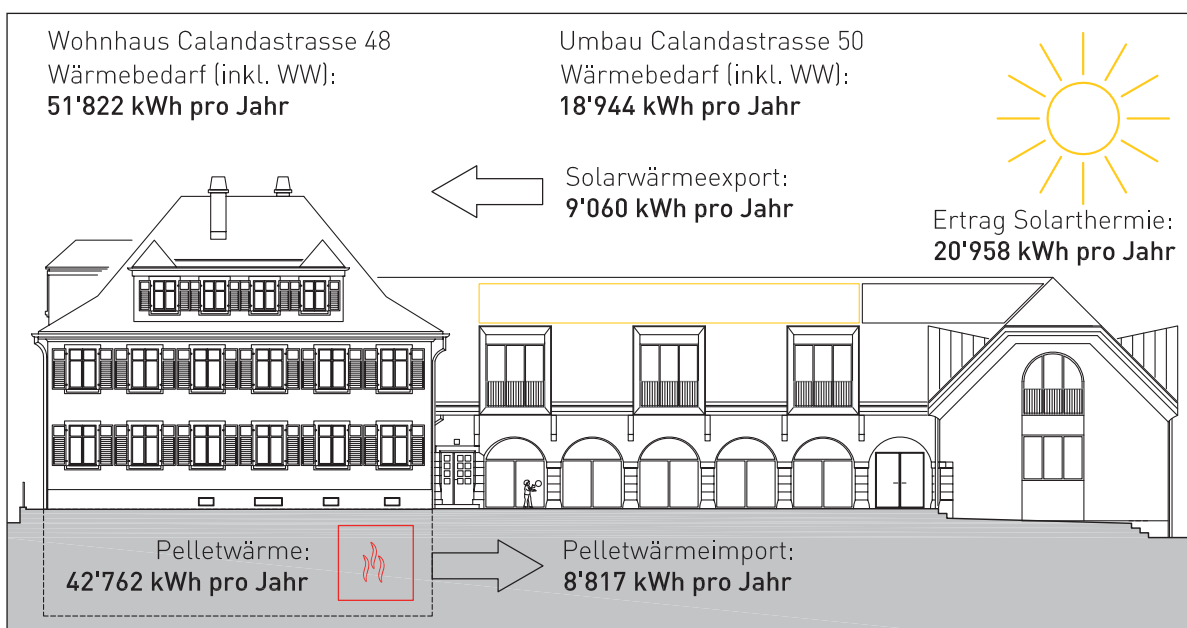 Wohnhaus Calandastrasse 48
Wärmebedarf (inkl. WW):
51'822 kWh pro Jahr
Umbau Calandastrasse 50
Wärmebedarf (inkl. WW):
18'944 kWh pro Jahr
Solarwärmeexport:
9'060 kWh pro Jahr
Ertrag Solarthermie:
20'958 kWh pro Jahr
Pelletwärme:
42'762 kWh pro Jahr
Pelletwärmeimport:
8'817 kWh pro Jahr